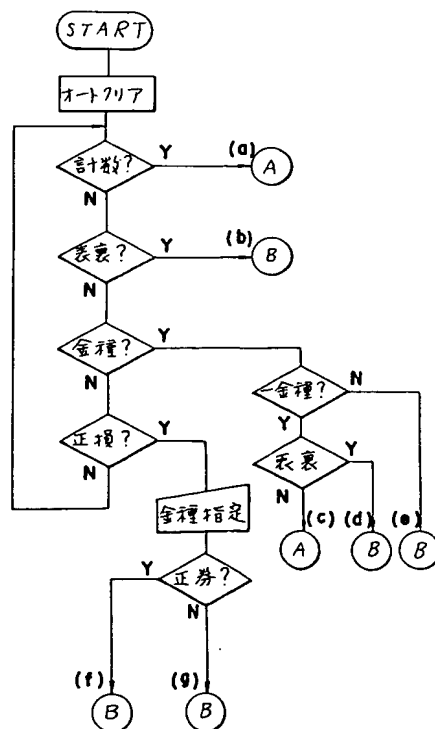 START
オートクリア
計数? Y (a) A
N
表裏? Y (b) B
N
金種? Y
N
一金種? N
Y
正損? Y
N
表裏 Y
N
金種指定
(c) (d) (e)
A B B
Y 正券?
N
(f) (g)
B B